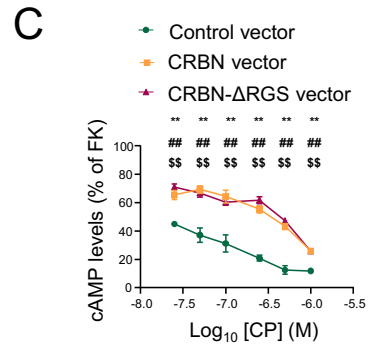 C
Control vector
CRBN vector
CRBN-ΔRGS vector
** ** ** ** ** **
## ## ## ## ## ##
$$ $$ $$ $$ $$ $$
100
80
60
40
20
0
cAMP levels (% of FK)
-8.0 -7.5 -7.0 -6.5 -6.0 -5.5
Log₁₀ [CP] (M)